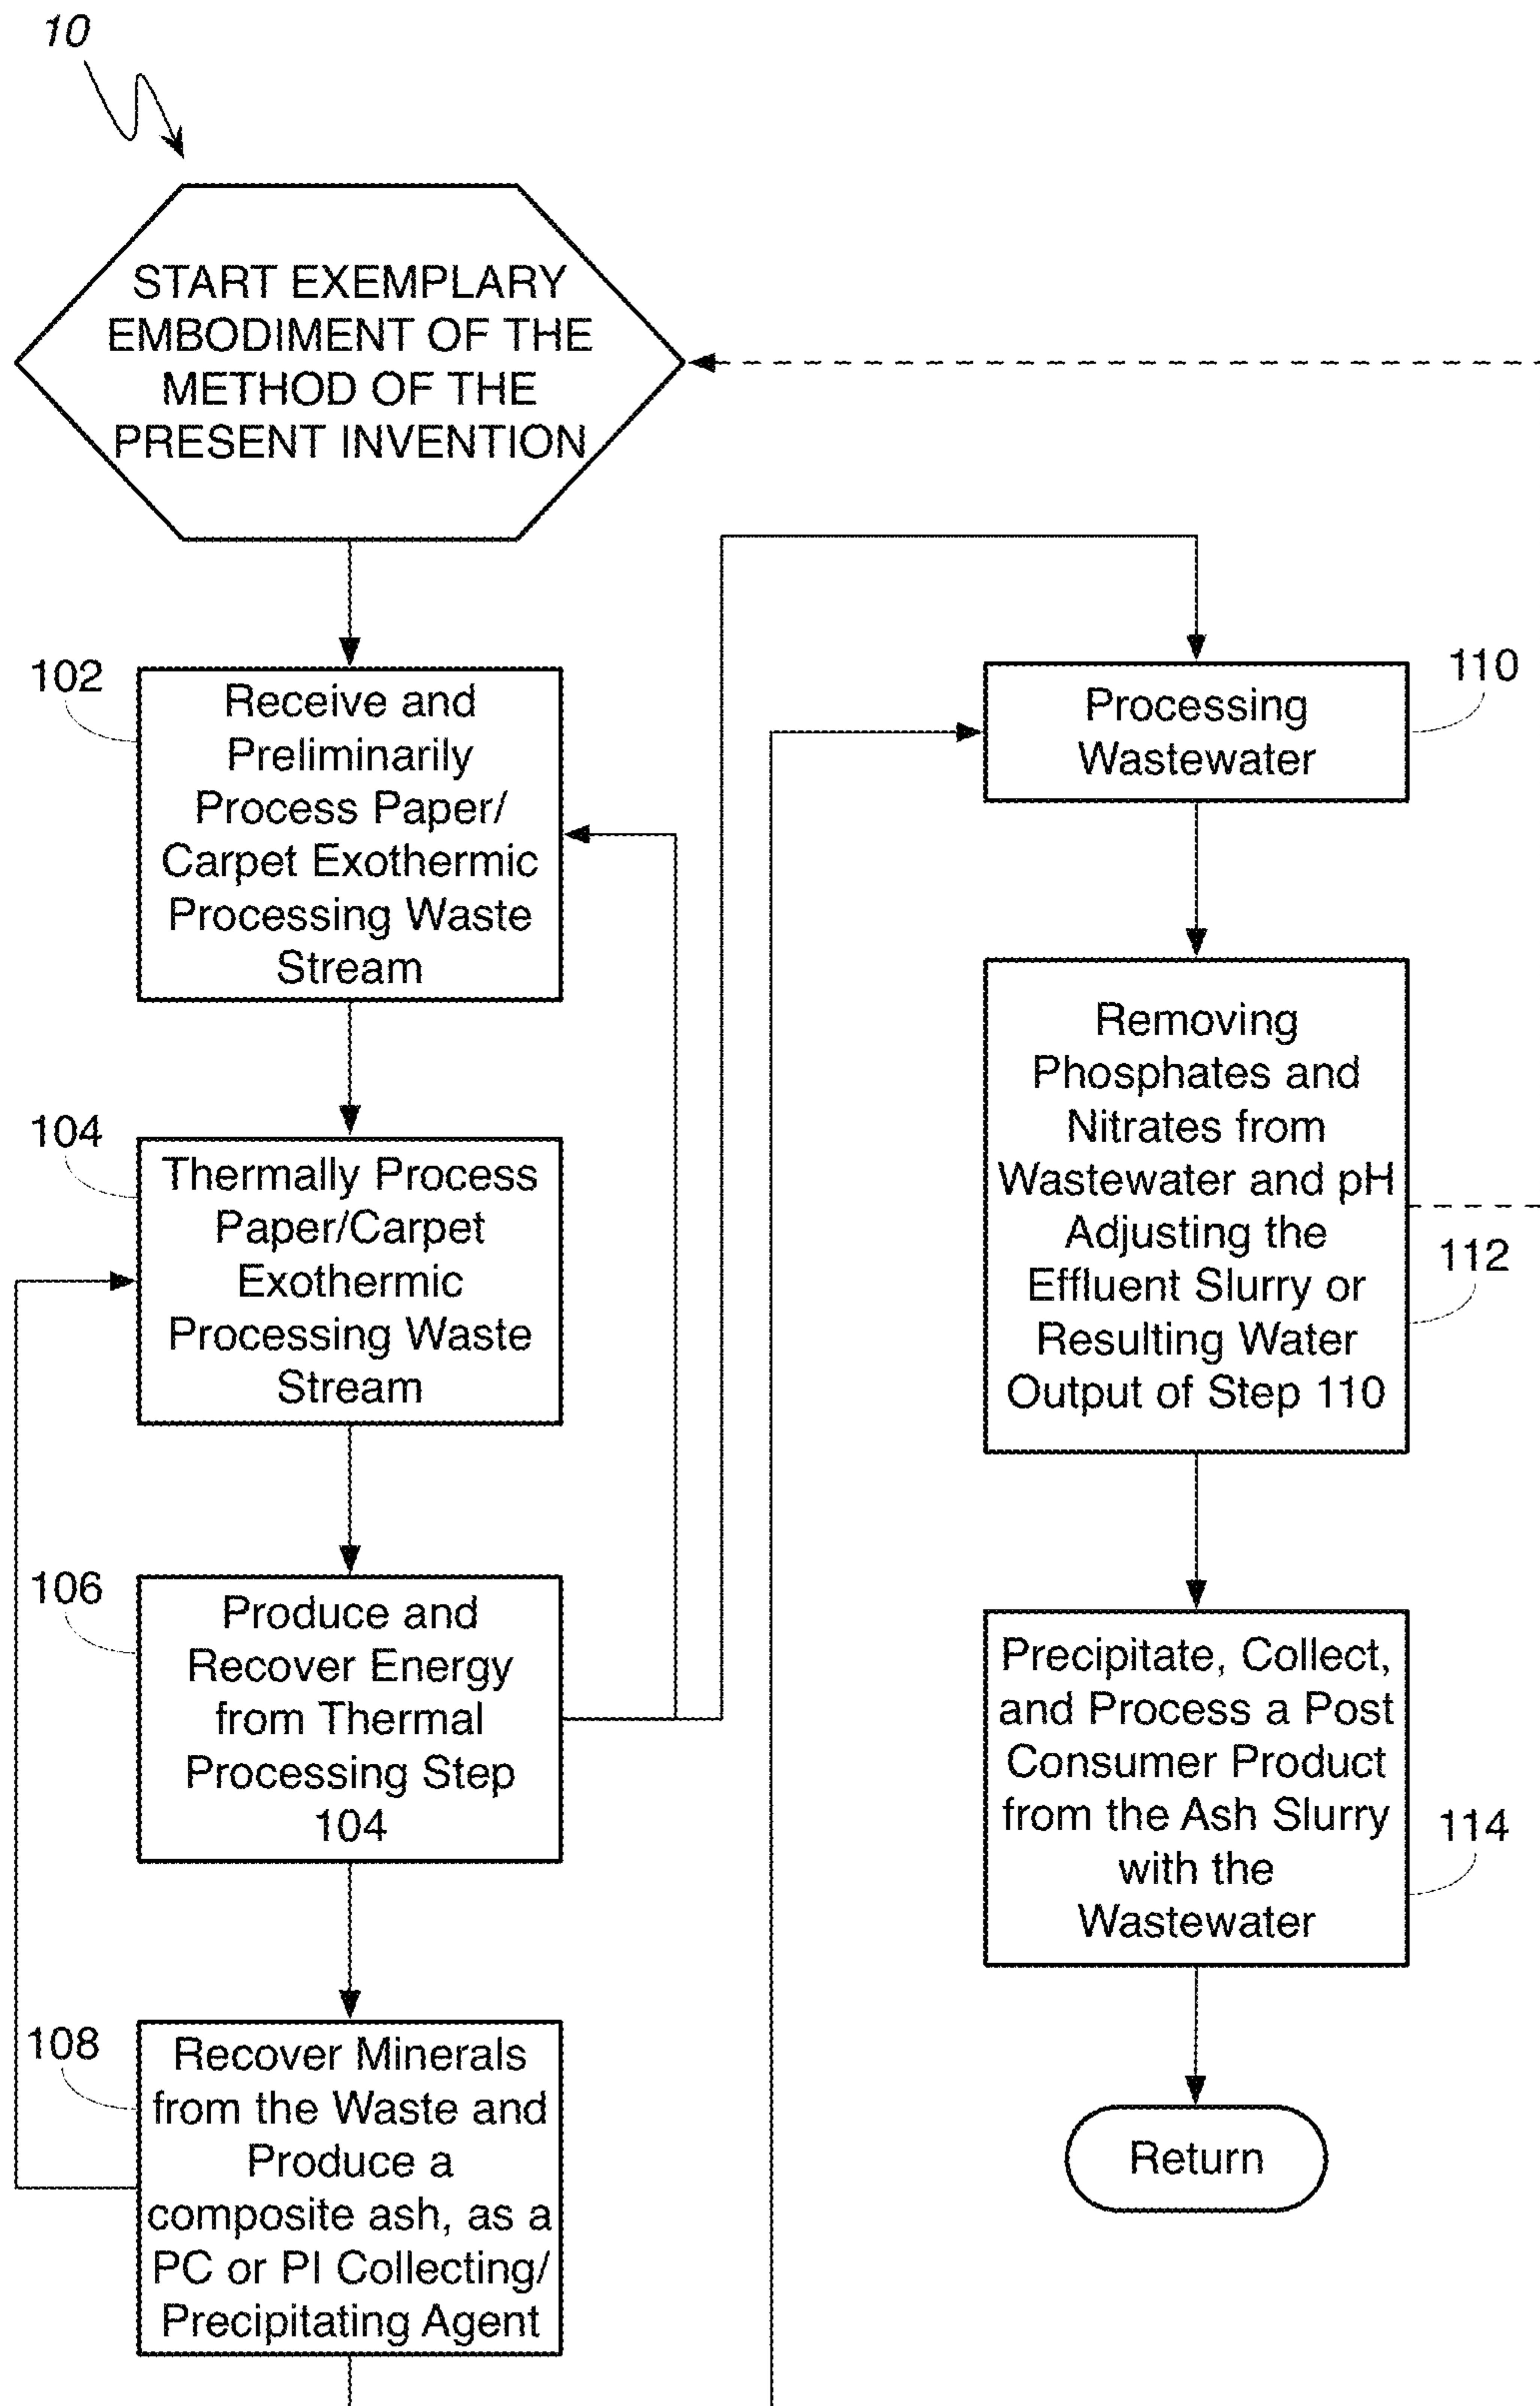 10
START EXEMPLARY
EMBODIMENT OF THE
METHOD OF THE
PRESENT INVENTION
102
Receive and
Preliminarily
Process Paper/
Carpet Exothermic
Processing Waste
Stream
104
Thermally Process
Paper/Carpet
Exothermic
Processing Waste
Stream
106
Produce and
Recover Energy
from Thermal
Processing Step
104
108
Recover Minerals
from the Waste and
Produce a
composite ash, as a
PC or PI Collecting/
Precipitating Agent
110
Processing
Wastewater
Removing
Phosphates and
Nitrates from
Wastewater and pH
Adjusting the
Effluent Slurry or
Resulting Water
Output of Step 110
112
Precipitate, Collect,
and Process a Post
Consumer Product
from the Ash Slurry
with the
Wastewater
114
Return